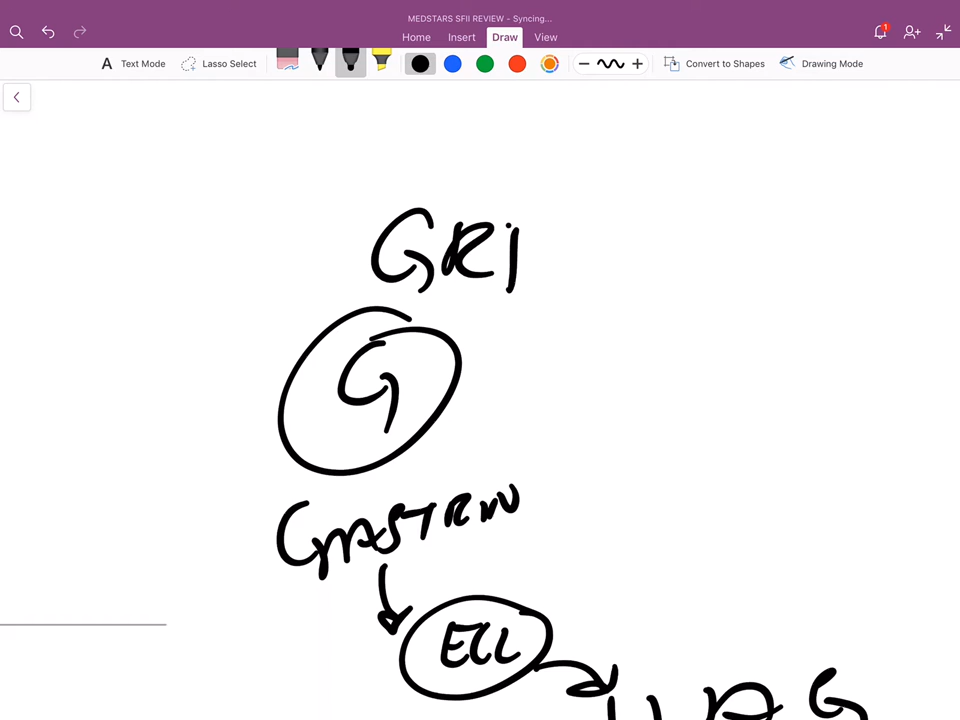 MEDSTARS SFII REVIEW - Syncing...
Home Insert Draw View
1
A Text Mode Lasso Select Convert to Shapes Drawing Mode
GRI
G
GASTRIN
ECL